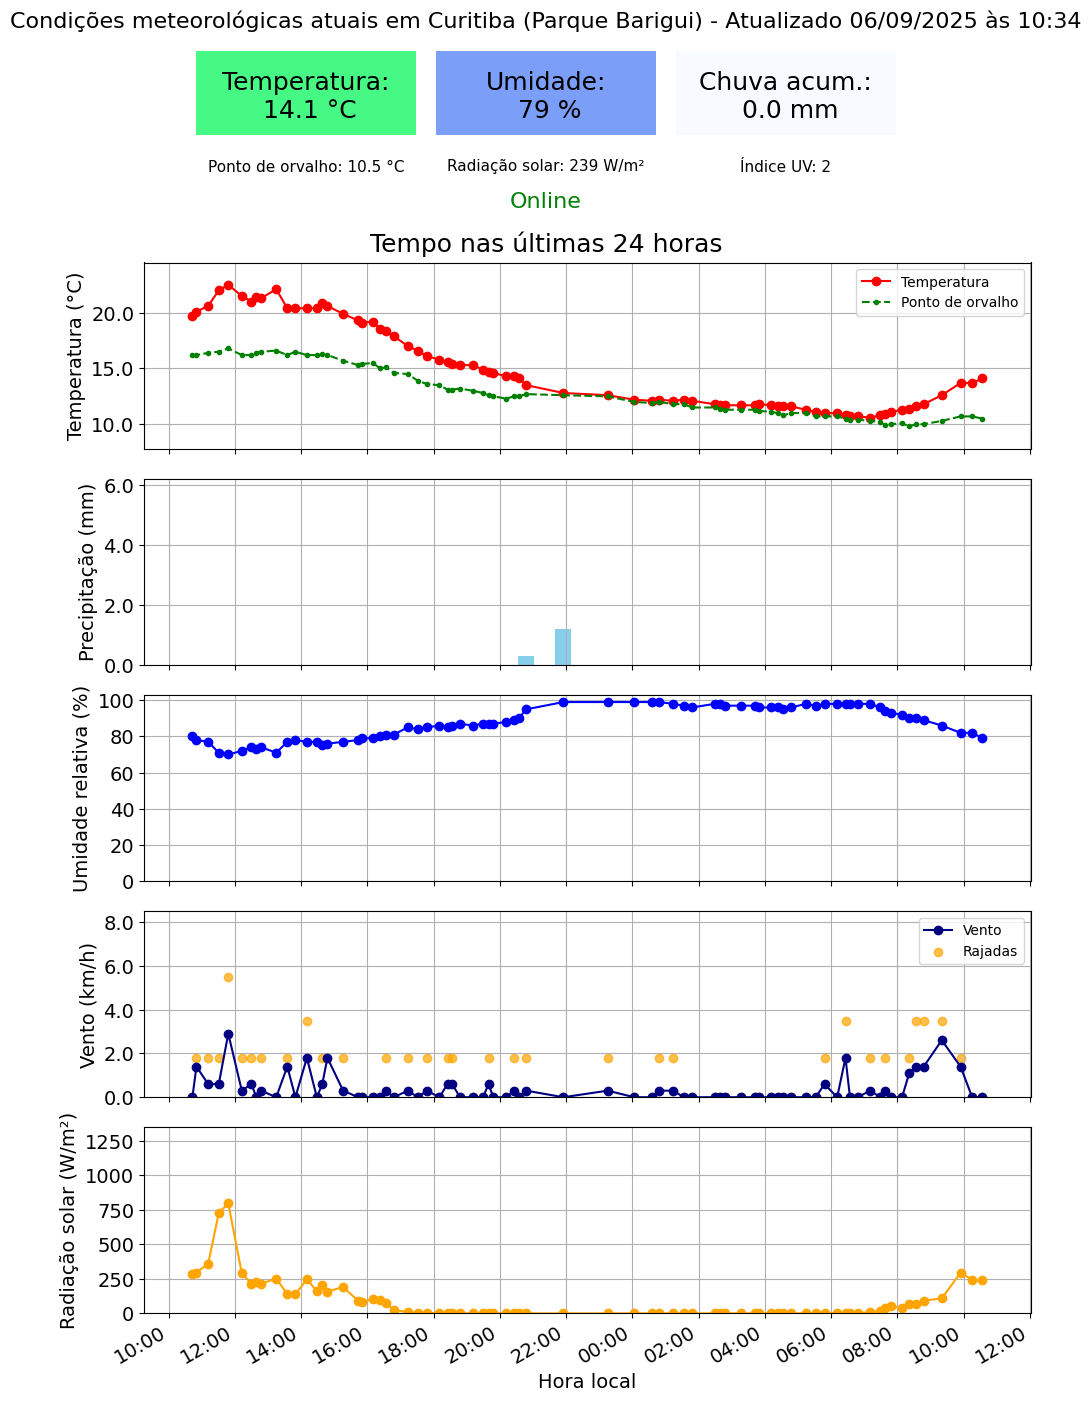 Condições meteorológicas atuais em Curitiba (Parque Barigui) - Atualizado 06/09/2025 às 10:34
Temperatura:
14.1 °C
Umidade:
79 %
Chuva acum.:
0.0 mm
Ponto de orvalho: 10.5 °C
Radiação solar: 239 W/m²
Índice UV: 2
Online
Tempo nas últimas 24 horas
Temperatura (°C)
20.0
15.0
10.0
Temperatura
Ponto de orvalho
Precipitação (mm)
6.0
4.0
2.0
0.0
Umidade relativa (%)
100
80
60
40
20
0
Vento (km/h)
8.0
6.0
4.0
2.0
0.0
Vento
Rajadas
Radiação solar (W/m²)
1250
1000
750
500
250
0
10:00
12:00
14:00
16:00
18:00
20:00
22:00
00:00
02:00
04:00
06:00
08:00
10:00
12:00
Hora local